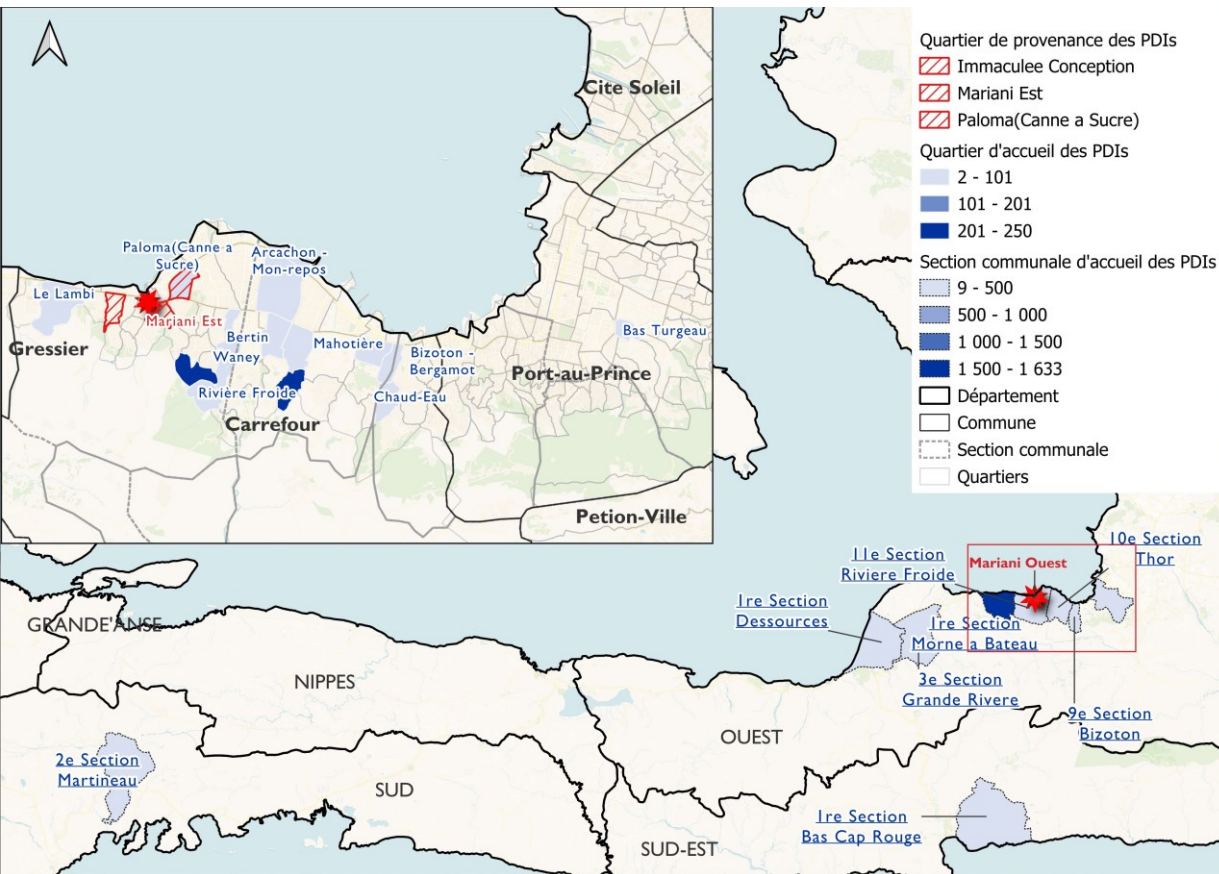 Cite Soleil
Paloma(Canne a
Sucre)
Arcachon -
Mon-repos
Le Lambi
Mariani Est
Gressier
Bertin
Waney
Mahotière
Bizoton -
Bergamot
Bas Turgeau
Port-au-Prince
Rivière Froide
Chaud-Eau
Carrefour
Petion-Ville
Quartier de provenance des PDIs
Immaculee Conception
Mariani Est
Paloma(Canne a Sucre)
Quartier d'accueil des PDIs
2 - 101
101 - 201
201 - 250
Section communale d'accueil des PDIs
9 - 500
500 - 1 000
1 000 - 1 500
1 500 - 1 633
Département
Commune
Section communale
Quartiers
10e Section
Thor
11e Section
Riviere Froide
Mariani Ouest
1re Section
Dessources
1re Section
Morne a Bateau
3e Section
Grande Rivere
9e Section
Bizoton
GRANDE'ANSE
NIPPES
OUEST
2e Section
Martineau
SUD
1re Section
Bas Cap Rouge
SUD-EST